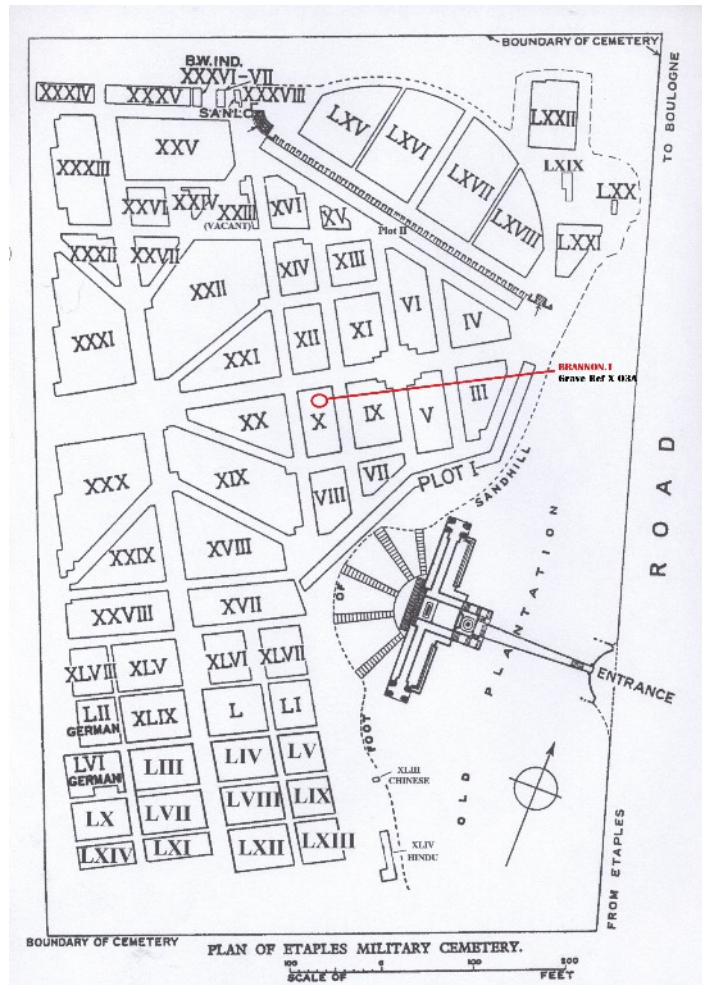 BOUNDARY OF CEMETERY
TO BOULOGNE
B.W.IND.
XXXVI-VII
XXXIV
XXXV
XXXVIII
S.A.N.L.C.
LXV
LXVI
LXVII
LXVIII
LXXII
LXIX
LXX
LXXI
XXXIII
XXV
XXVI
XXIV
XXIII
(VACANT)
XVI
XV
Plot II
XXXII
XXVII
XXII
XIV
XIII
VI
IV
XXXI
XXI
XII
XI
BRANNON.T
Grave Ref X 03A
III
XX
X
IX
V
ROAD
XXX
XIX
VIII
VII
PLOT I
SANDHILL
XXIX
XVIII
OF
PLANTATION
XXVIII
XVII
XLVIII
XLV
XLVI
XLVII
ENTRANCE
LII
GERMAN
XLIX
L
LI
FOOT
LVI
GERMAN
LIII
LIV
LV
XLIII
CHINESE
OLD
LX
LVII
LVIII
LIX
LXIV
LXI
LXII
LXIII
XLIV
HINDU
FROM ETAPLES
BOUNDARY OF CEMETERY
PLAN OF ETAPLES MILITARY CEMETERY.
100 0 100 200
SCALE OF FEET